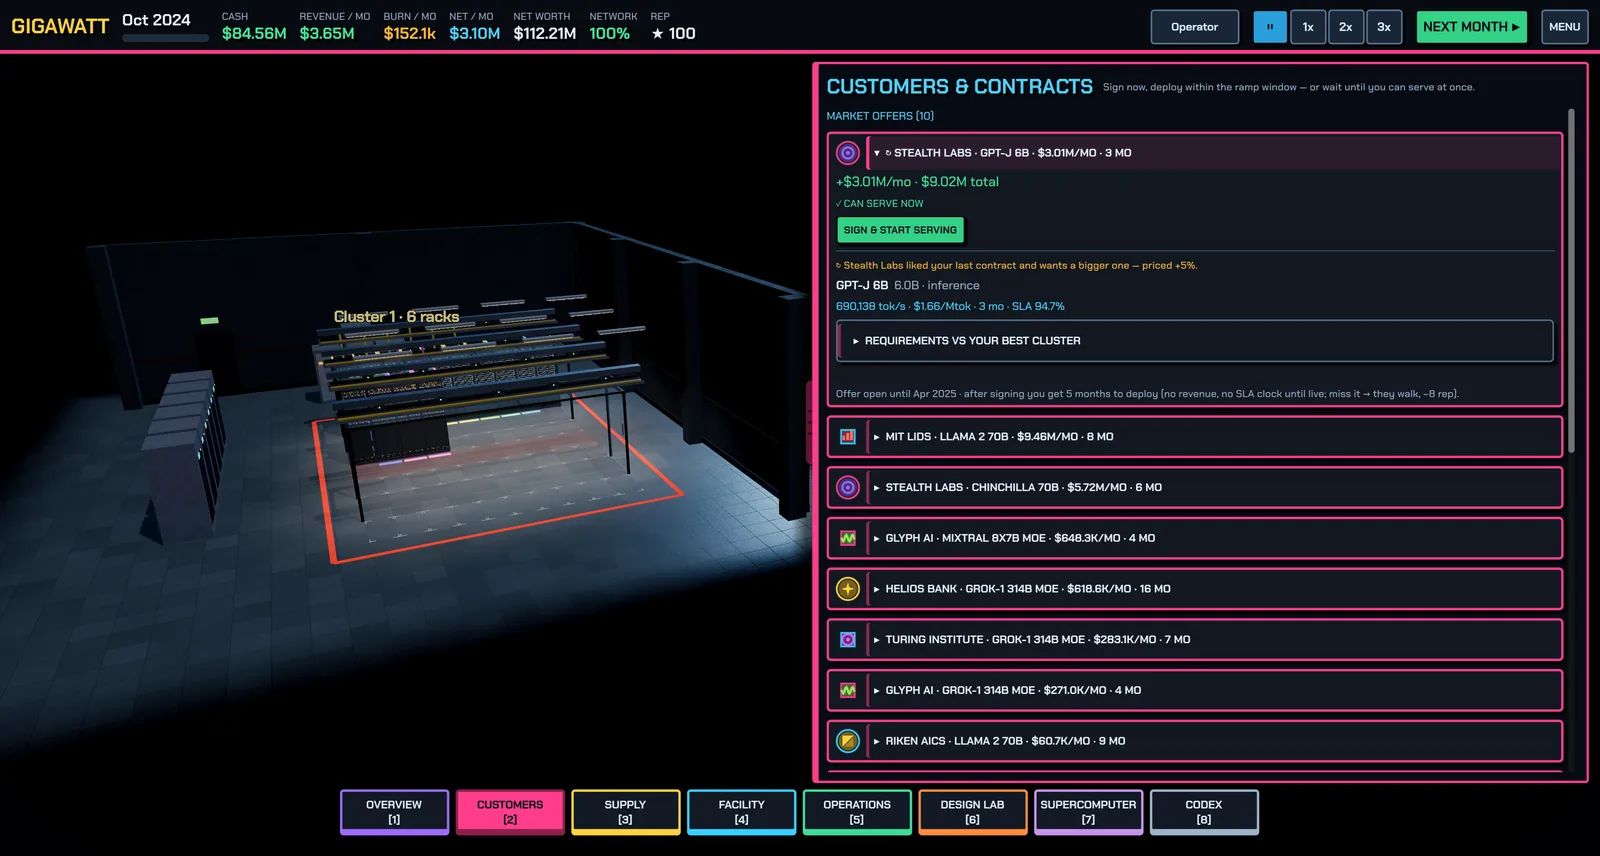 GIGAWATT
Oct 2024
CASH
$84.56M
REVENUE / MO
$3.65M
BURN / MO
$152.1k
NET / MO
$3.10M
NET WORTH
$112.21M
NETWORK
100%
REP
★ 100
Operator
⏸
1x
2x
3x
NEXT MONTH ▸
MENU
Cluster 1 · 6 racks
CUSTOMERS & CONTRACTS
Sign now, deploy within the ramp window — or wait until you can serve at once.
MARKET OFFERS (10)
▾ ↻ STEALTH LABS · GPT-J 6B · $3.01M/MO · 3 MO
+$3.01M/mo · $9.02M total
✓ CAN SERVE NOW
SIGN & START SERVING
↻ Stealth Labs liked your last contract and wants a bigger one — priced +5%.
GPT-J 6B 6.0B · inference
690,138 tok/s · $1.66/Mtok · 3 mo · SLA 94.7%
▸ REQUIREMENTS VS YOUR BEST CLUSTER
Offer open until Apr 2025 · after signing you get 5 months to deploy (no revenue, no SLA clock until live; miss it → they walk, −8 rep).
▸ MIT LIDS · LLAMA 2 70B · $9.46M/MO · 8 MO
▸ STEALTH LABS · CHINCHILLA 70B · $5.72M/MO · 6 MO
▸ GLYPH AI · MIXTRAL 8X7B MOE · $648.3K/MO · 4 MO
▸ HELIOS BANK · GROK-1 314B MOE · $618.6K/MO · 16 MO
▸ TURING INSTITUTE · GROK-1 314B MOE · $283.1K/MO · 7 MO
▸ GLYPH AI · GROK-1 314B MOE · $271.0K/MO · 4 MO
▸ RIKEN AICS · LLAMA 2 70B · $60.7K/MO · 9 MO
OVERVIEW
[1]
CUSTOMERS
[2]
SUPPLY
[3]
FACILITY
[4]
OPERATIONS
[5]
DESIGN LAB
[6]
SUPERCOMPUTER
[7]
CODEX
[8]